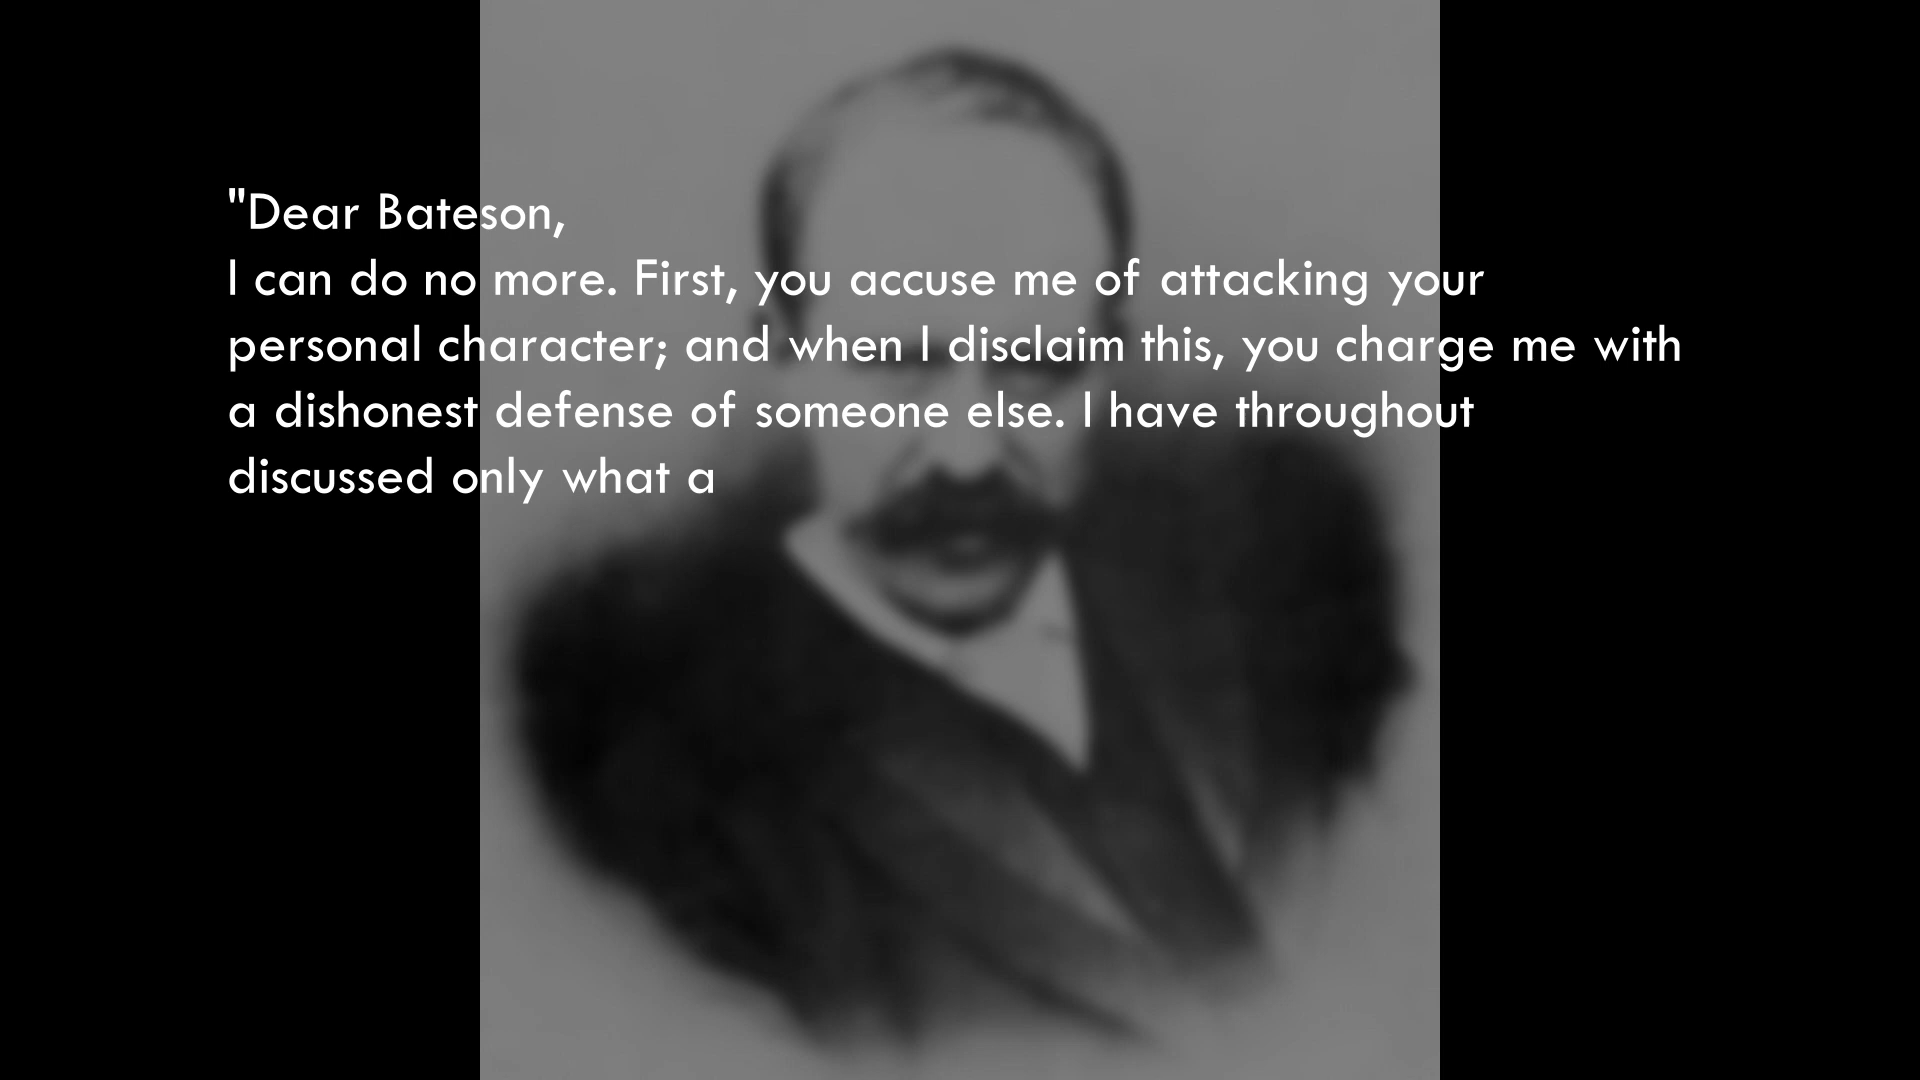 "Dear Bateson,
I can do no more. First, you accuse me of attacking your
personal character; and when I disclaim this, you charge me with
a dishonest defense of someone else. I have throughout
discussed only what a